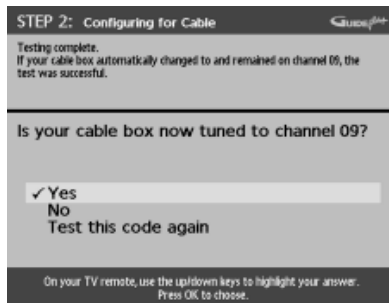 STEP 2: Configuring for Cable GUIDE Plus+
Testing complete.
If your cable box automatically changed to and remained on channel 09, the
test was successful.
Is your cable box now tuned to channel 09?
✓ Yes
No
Test this code again
On your TV remote, use the up/down keys to highlight your answer.
Press OK to choose.